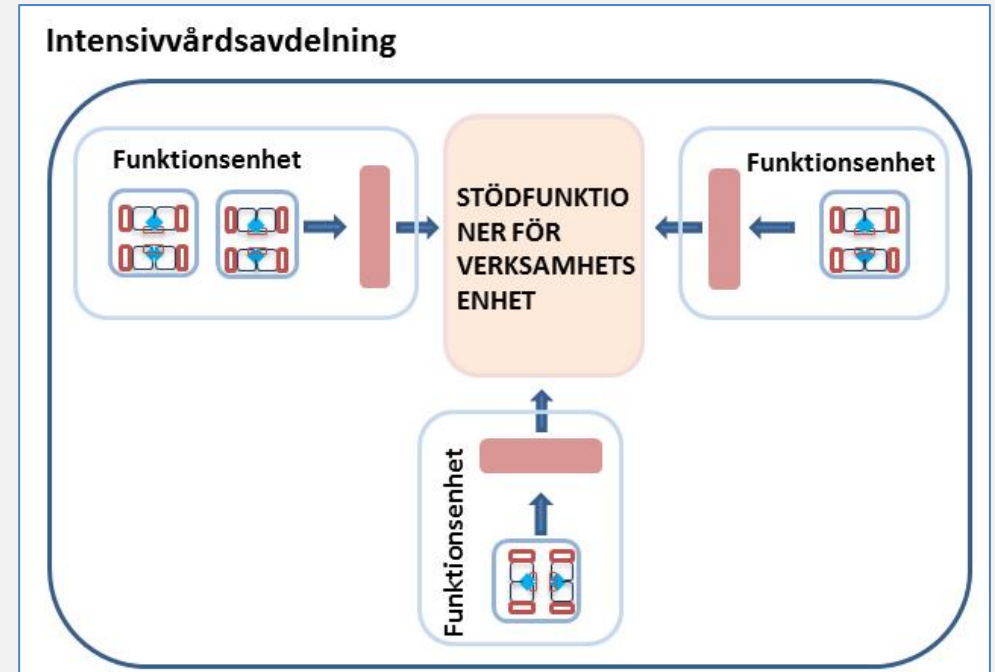 Intensivvårdsavdelning
Funktionsenhet
STÖDFUNKTIO
NER FÖR
VERKSAMHETS
ENHET
Funktionsenhet
Funktionsenhet